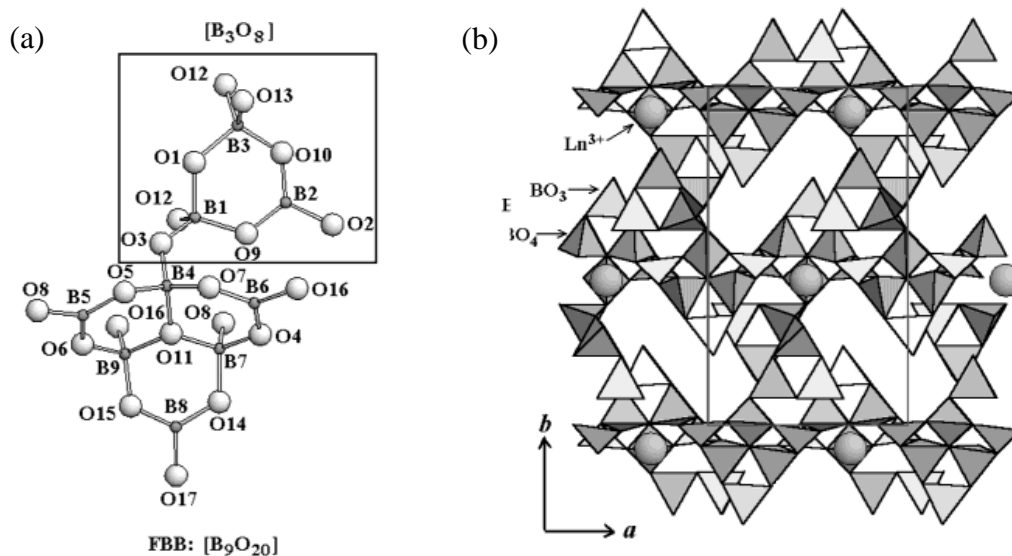 (a)
[B3O8]
O12
O13
B3
O1
O10
O12
B1
B2
O2
O3
O9
O5
B4
O7
O8
B5
B6
O16
O16
O8
O6
B9
O11
B7
O4
O15
B8
O14
O17
FBB: [B9O20]
(b)
Ln3+
BO3
BO4
b
a